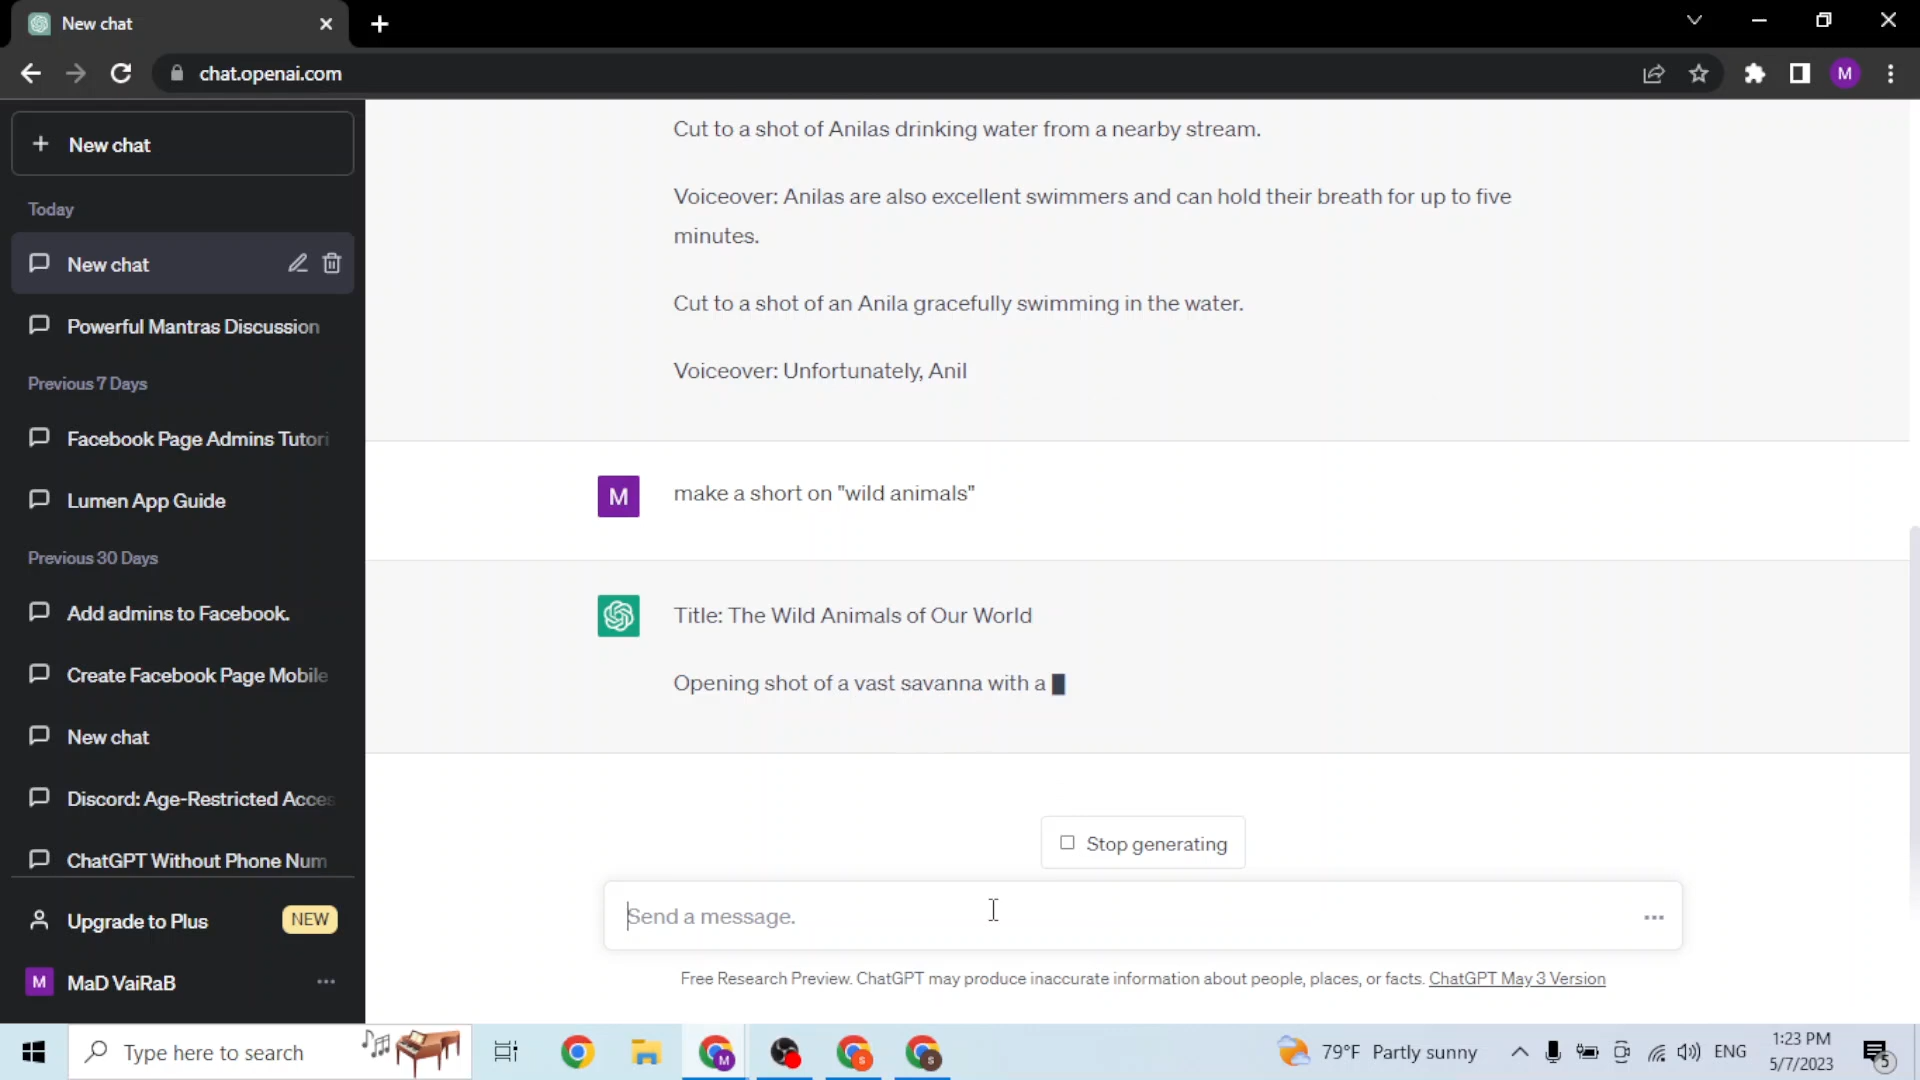 New chat
chat.openai.com
M
New chat
Today
New chat
Powerful Mantras Discussion
Previous 7 Days
Facebook Page Admins Tutori
Lumen App Guide
Previous 30 Days
Add admins to Facebook.
Create Facebook Page Mobile
New chat
Discord: Age-Restricted Acces
ChatGPT Without Phone Num
Upgrade to Plus NEW
M MaD VaiRaB
Cut to a shot of Anilas drinking water from a nearby stream.
Voiceover: Anilas are also excellent swimmers and can hold their breath for up to five
minutes.
Cut to a shot of an Anila gracefully swimming in the water.
Voiceover: Unfortunately, Anil
M make a short on "wild animals"
Title: The Wild Animals of Our World
Opening shot of a vast savanna with a
Stop generating
Send a message.
Free Research Preview. ChatGPT may produce inaccurate information about people, places, or facts. ChatGPT May 3 Version
Type here to search
M
S
S
79°F Partly sunny
ENG
1:23 PM
5/7/2023
5